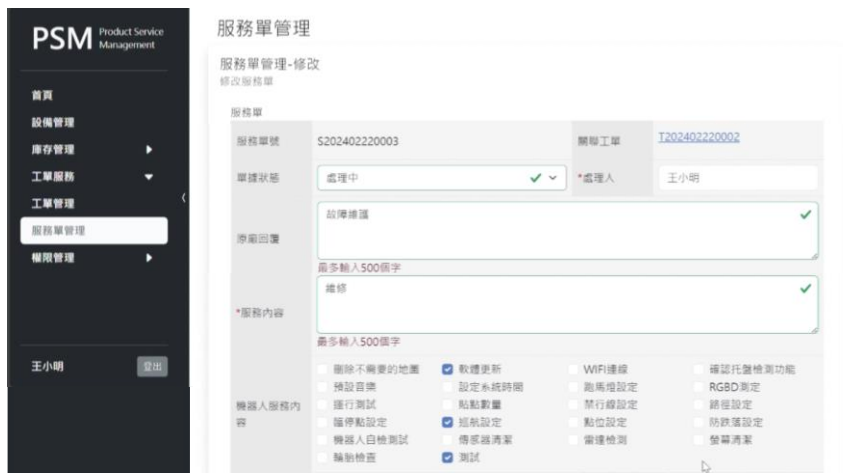 PSM Product Service Management
首頁
設備管理
庫存管理
工單服務
工單管理
服務單管理
權限管理
王小明 登出
服務單管理
服務單管理-修改
修改服務單
服務單
服務單號 S202402220003 關聯工單 T202402220002
單據狀態 處理中 *處理人 王小明
原廠回覆 故障維護
最多輸入500個字
*服務內容 維修
最多輸入500個字
機器人服務內容
刪除不需要的地圖 軟體更新 WIFI連線 確認托盤檢測功能
預設音樂 設定系統時間 跑馬燈設定 RGBD測定
運行測試 貼點數量 禁行線設定 路徑設定
臨停點設定 巡航設定 點位設定 防跌落設定
機器人自檢測試 傳感器清潔 雷達檢測 螢幕清潔
輪胎檢查 測試